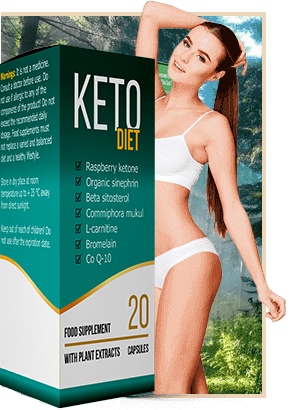 Warnings: It is not a medicine.
Consult a doctor before use. Do
not use if allergic to any of the
components of the product! Do not
exceed the recommended daily
dosage. Food supplements must
not replace a varied and balanced
diet and a healthy lifestyle.
Store in dry place at room
temperature up to + 25 °C away
from direct sunlight.
Keep out of reach of children! Do
not use after the expiration date.
KETO
DIET
Raspberry ketone
Organic sinephrin
Beta sitosterol
Commiphora mukul
L-carnitine
Bromelain
Co Q-10
FOOD SUPPLEMENT
WITH PLANT EXTRACTS
20
CAPSULES